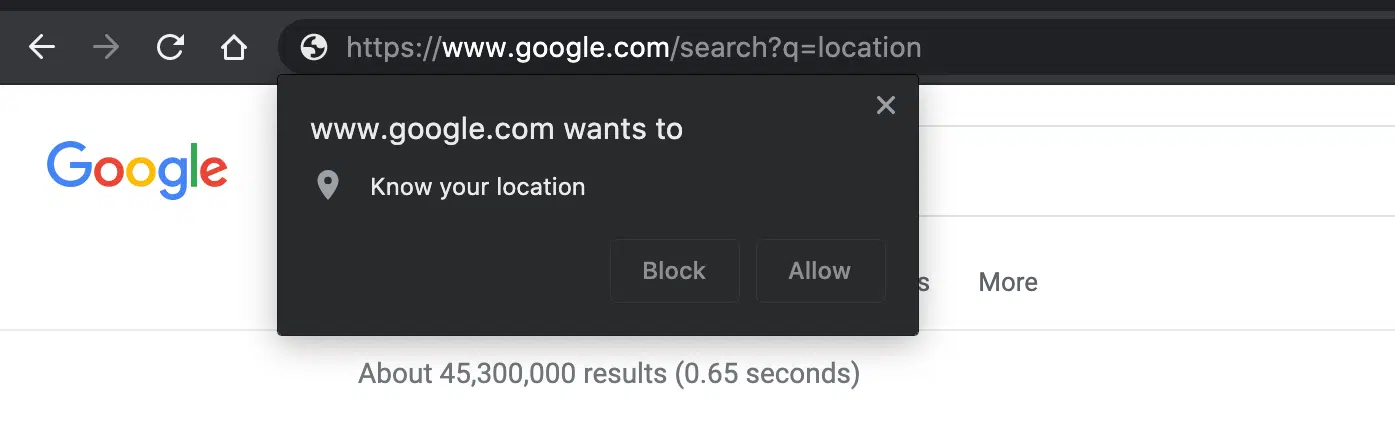 https://www.google.com/search?q=location
www.google.com wants to
Google
Know your location
Block Allow
s More
About 45,300,000 results (0.65 seconds)